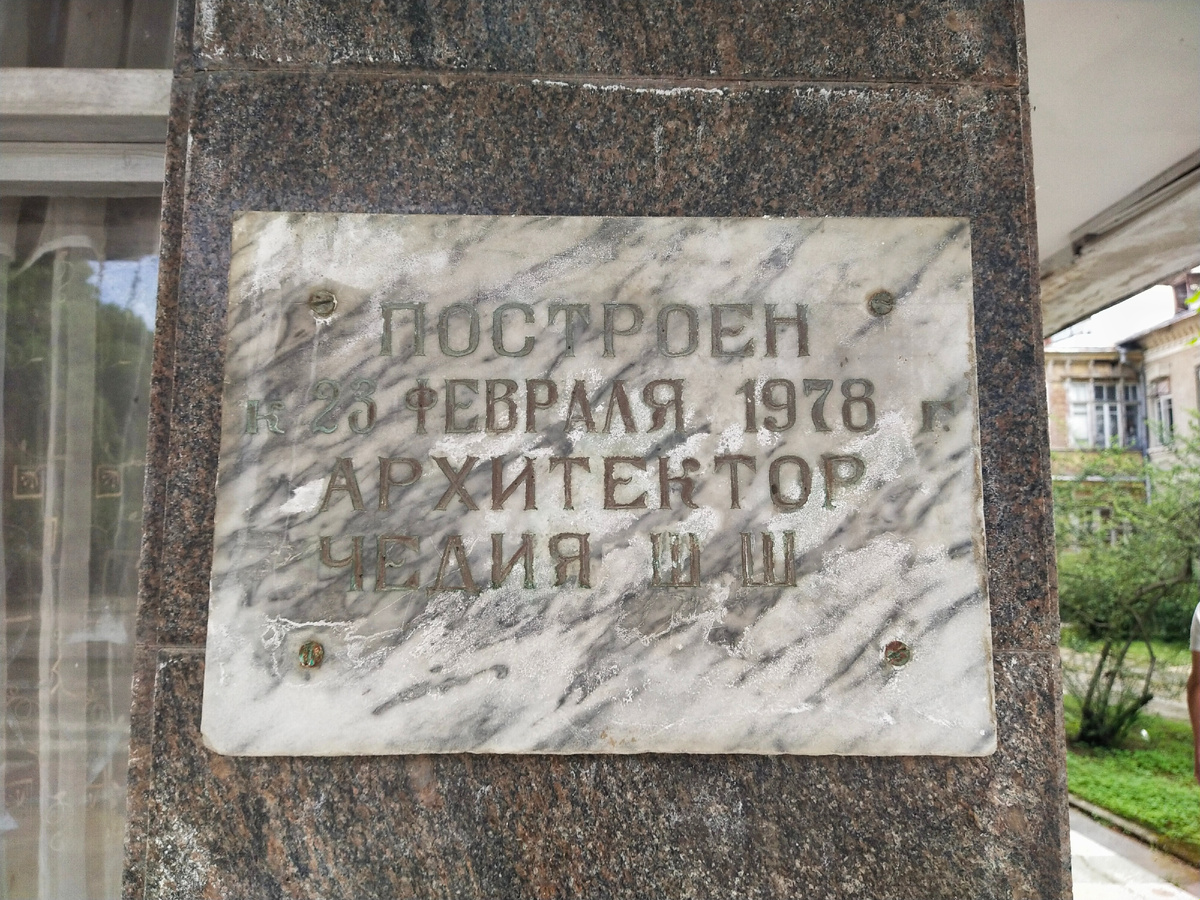 ПОСТРОЕН
к 23 ФЕВРАЛЯ 1978 г.
АРХИТЕКТОР
ЧЕЛИЯ Ш Ш